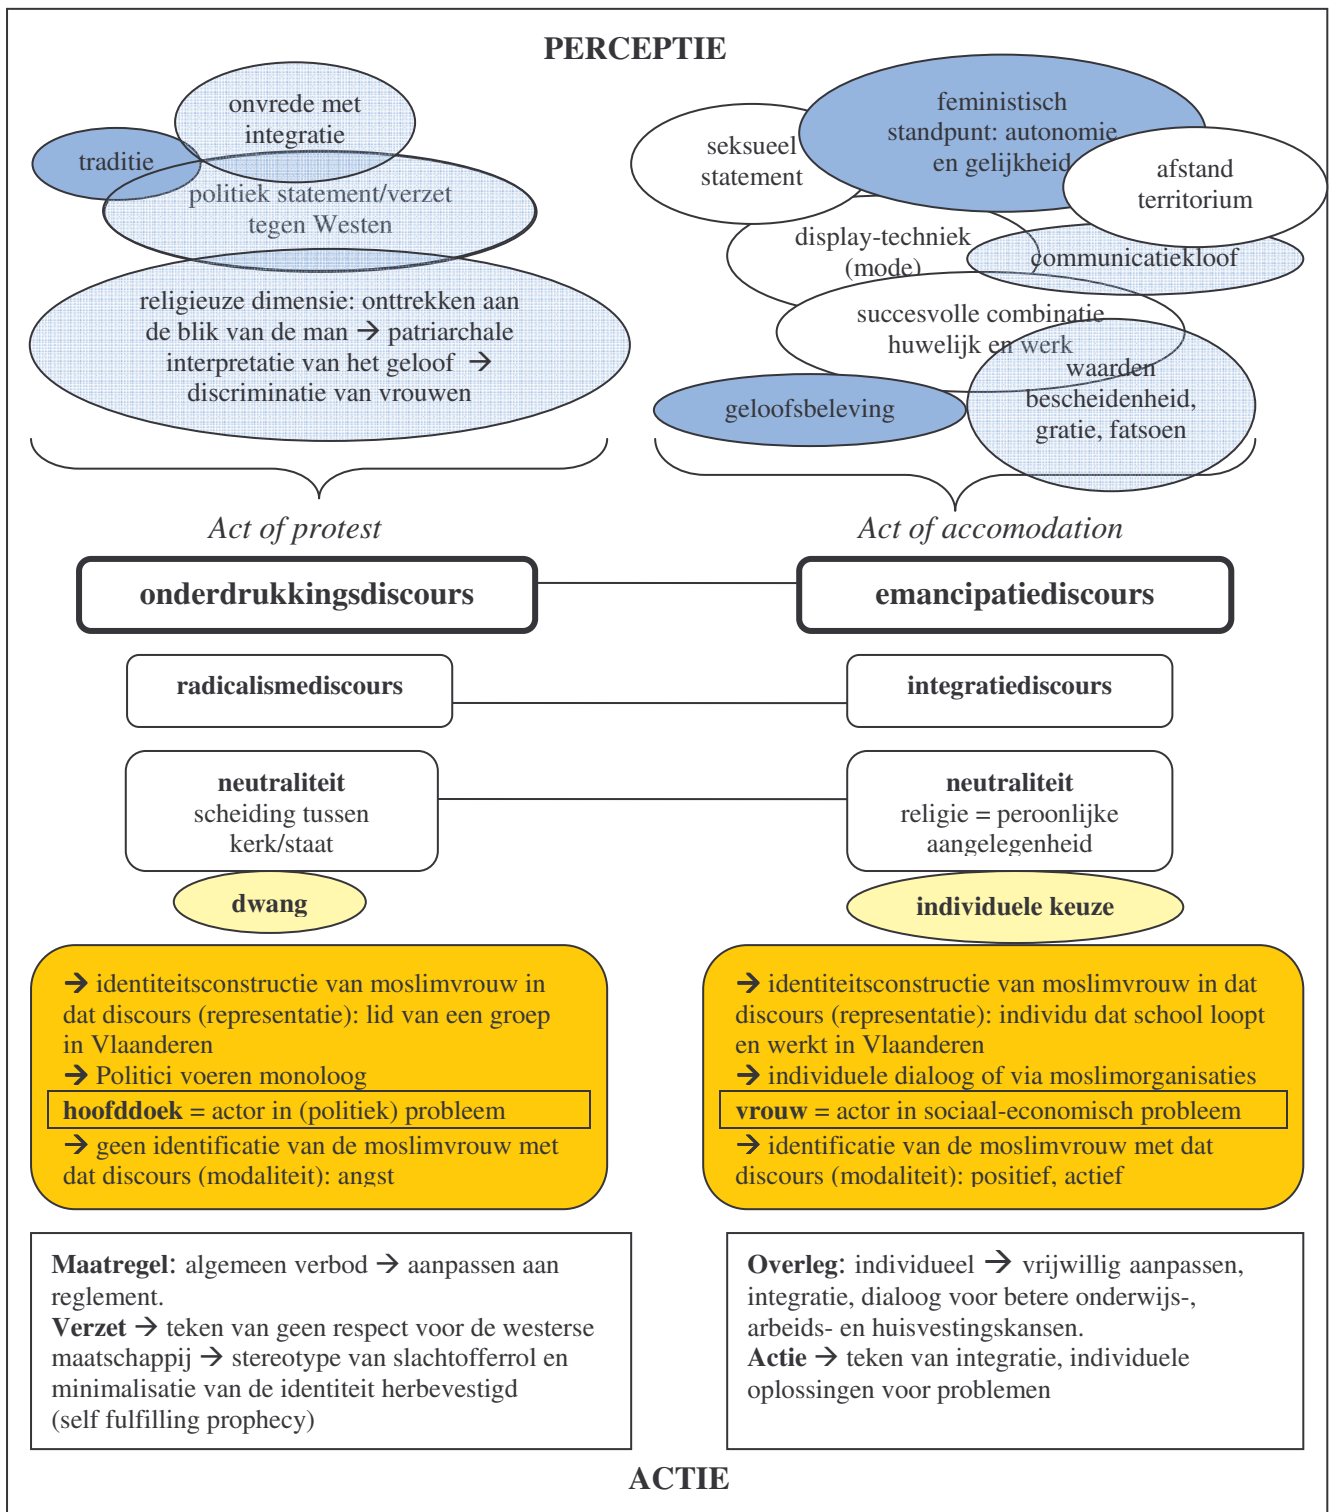 PERCEPTIE
onvrede met
integratie
traditie
politiek statement/verzet
tegen Westen
religieuze dimensie: onttrekken aan
de blik van de man → patriarchale
interpretatie van het geloof →
discriminatie van vrouwen
feministisch
standpunt: autonomie
en gelijkheid
seksueel
statement
afstand
territorium
display-techniek
(mode)
communicatiekloof
succesvolle combinatie
huwelijk en werk
waarden
bescheidenheid,
gratie, fatsoen
geloofsbeleving
Act of protest
Act of accomodation
onderdrukkingsdiscours
emancipatiediscours
radicalismediscours
integratiediscours
neutraliteit
scheiding tussen
kerk/staat
neutraliteit
religie = peroonlijke
aangelegenheid
dwang
individuele keuze
→ identiteitsconstructie van moslimvrouw in
dat discours (representatie): lid van een groep
in Vlaanderen
→ Politici voeren monoloog
hoofddoek = actor in (politiek) probleem
→ geen identificatie van de moslimvrouw met
dat discours (modaliteit): angst
→ identiteitsconstructie van moslimvrouw in dat
discours (representatie): individu dat school loopt
en werkt in Vlaanderen
→ individuele dialoog of via moslimorganisaties
vrouw = actor in sociaal-economisch probleem
→ identificatie van de moslimvrouw met dat
discours (modaliteit): positief, actief
Maatregel: algemeen verbod → aanpassen aan
reglement.
Verzet → teken van geen respect voor de westerse
maatschappij → stereotype van slachtofferrol en
minimalisatie van de identiteit herbevestigd
(self fulfilling prophecy)
Overleg: individueel → vrijwillig aanpassen,
integratie, dialoog voor betere onderwijs-,
arbeids- en huisvestingskansen.
Actie → teken van integratie, individuele
oplossingen voor problemen
ACTIE